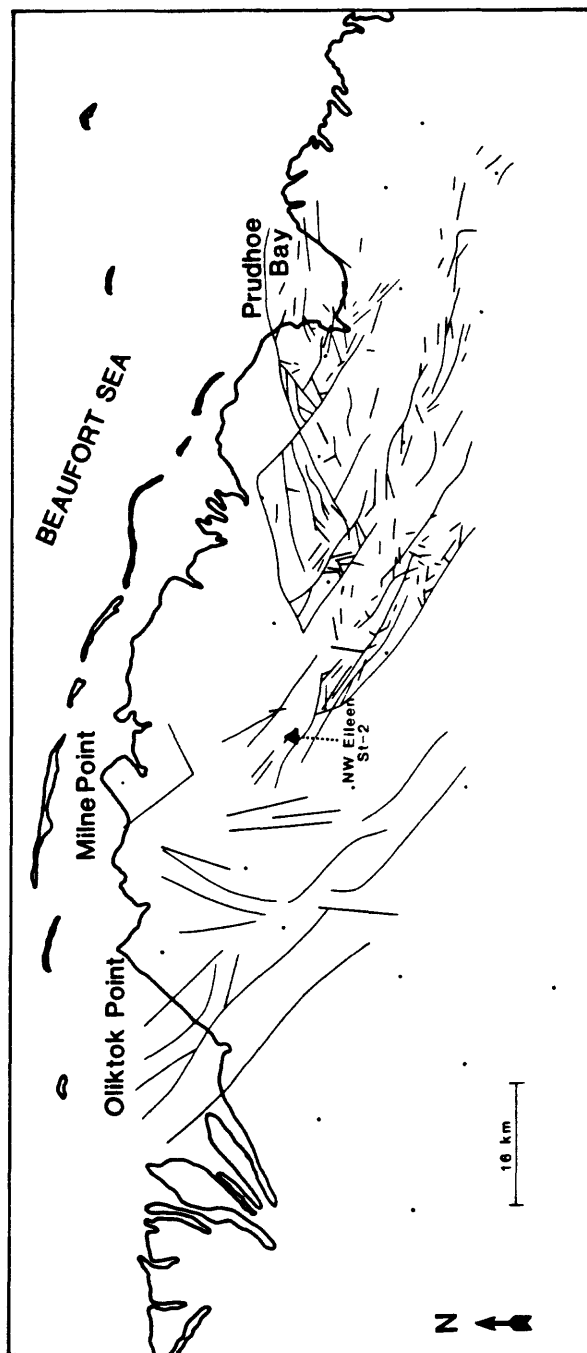 BEAUFORT SEA
Oliktok Point
Milne Point
Prudhoe
Bay
NW Eileen
St-2
16 km
N